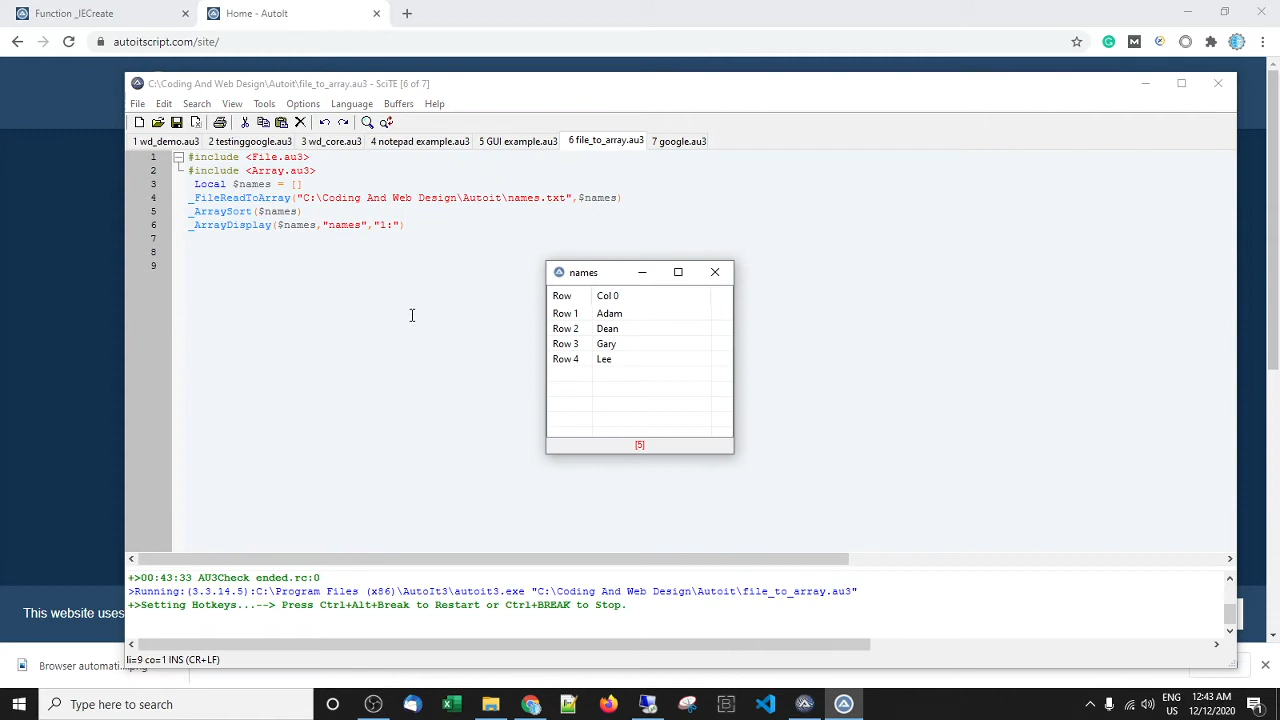 Function _IECreate
Home - AutoIt
autoitscript.com/site/
C:\Coding And Web Design\Autoit\file_to_array.au3 - SciTE [6 of 7]
File Edit Search View Tools Options Language Buffers Help
1 wd_demo.au3 2 testinggoogle.au3 3 wd_core.au3 4 notepad example.au3 5 GUI example.au3 6 file_to_array.au3 7 google.au3
1 #include <File.au3>
2 #include <Array.au3>
3 Local $names = []
4 _FileReadToArray("C:\Coding And Web Design\Autoit\names.txt",$names)
5 _ArraySort($names)
6 _ArrayDisplay($names,"names","1:")
7
8
9
names
Row Col 0
Row 1 Adam
Row 2 Dean
Row 3 Gary
Row 4 Lee
[5]
+>00:43:33 AU3Check ended.rc:0
>Running:(3.3.14.5):C:\Program Files (x86)\AutoIt3\autoit3.exe "C:\Coding And Web Design\Autoit\file_to_array.au3"
+>Setting Hotkeys...--> Press Ctrl+Alt+Break to Restart or Ctrl+BREAK to Stop.
This website uses
li=9 co=1 INS (CR+LF)
Browser automati
Type here to search
ENG
US
12:43 AM
12/12/2020